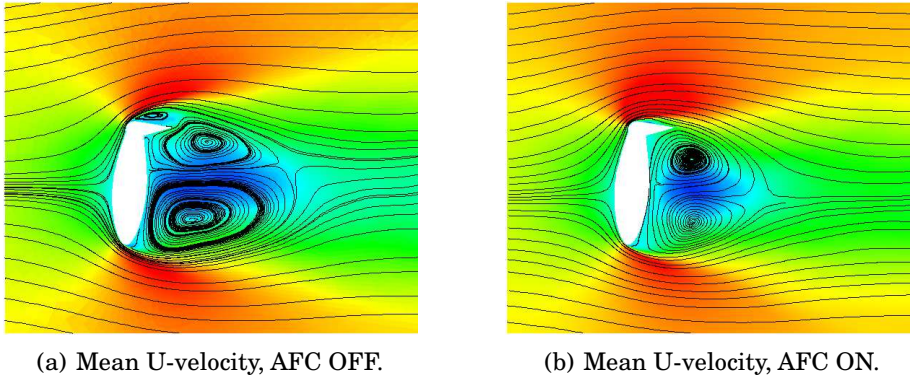 (a) Mean U-velocity, AFC OFF.
(b) Mean U-velocity, AFC ON.